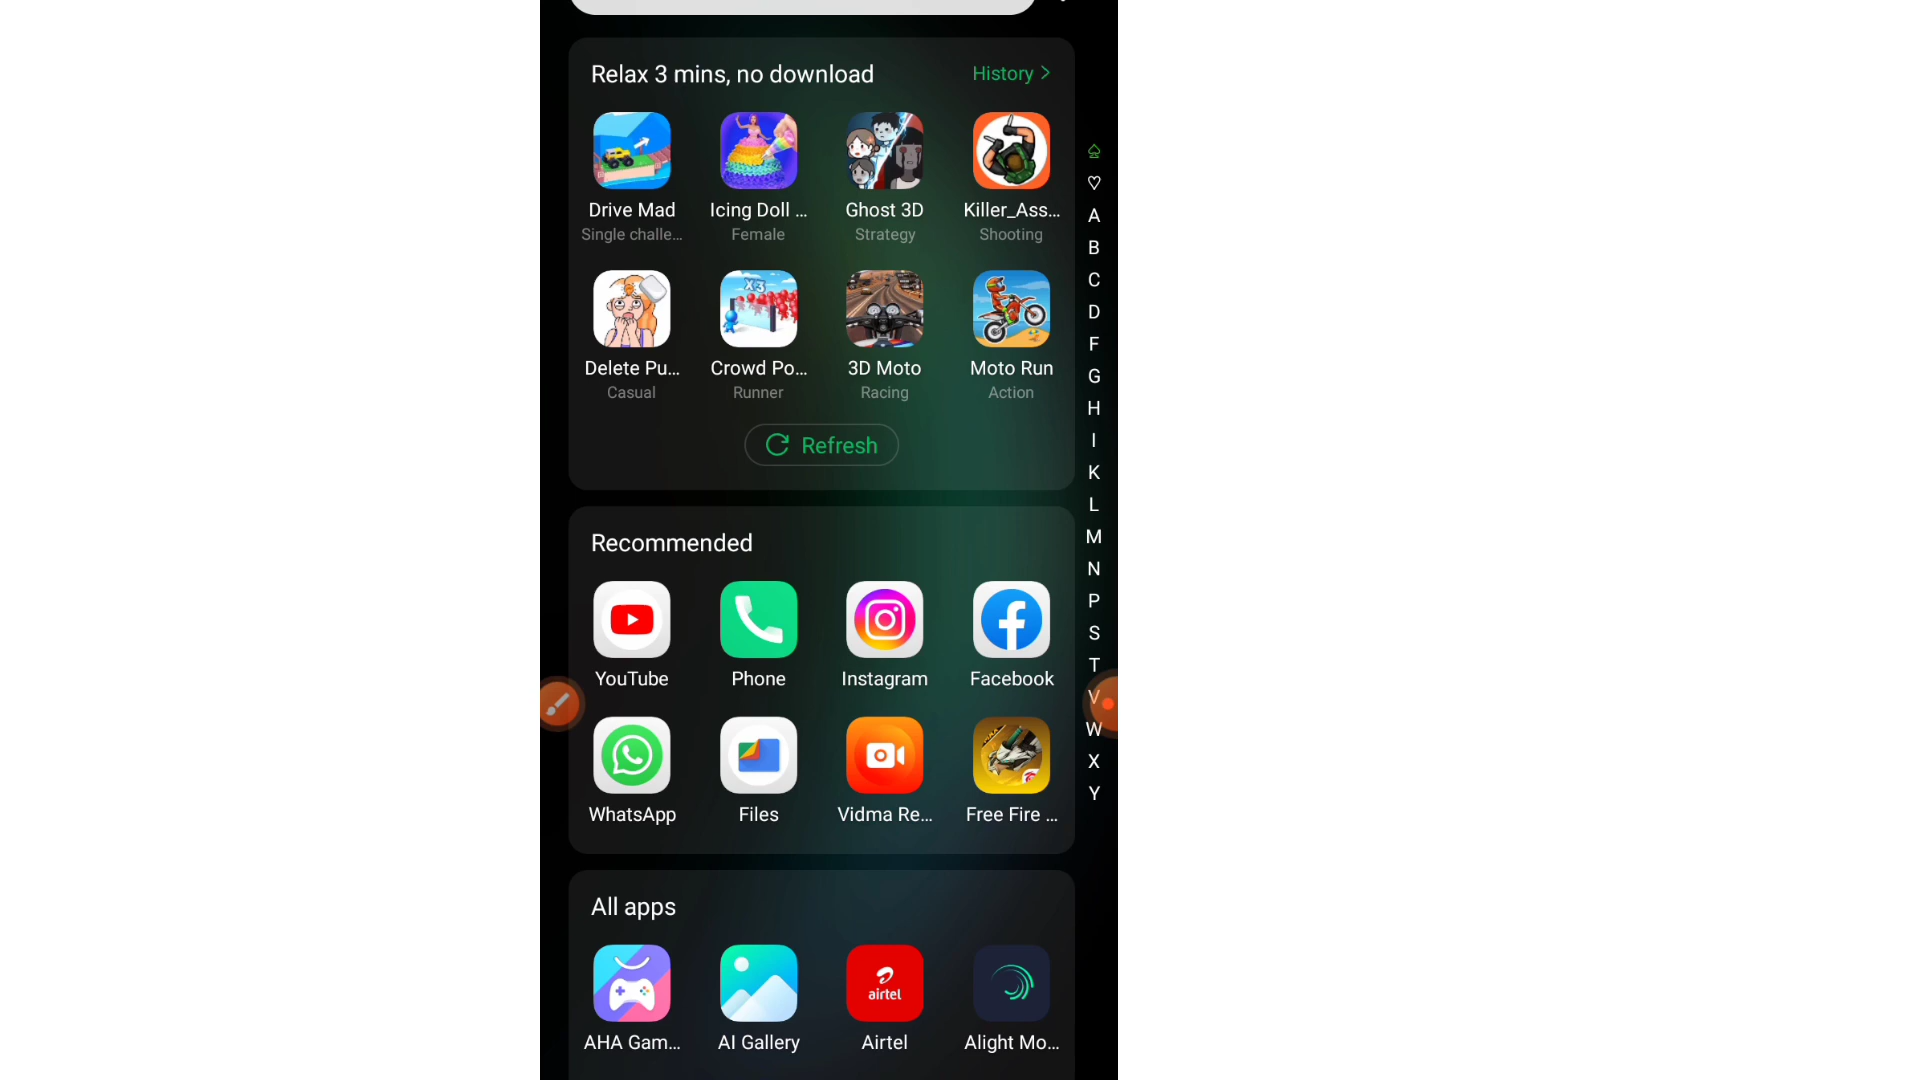 Relax 3 mins, no download
History >
Drive Mad
Single challe...
Icing Doll ...
Female
Ghost 3D
Strategy
Killer_Ass...
Shooting
X3
Delete Pu...
Casual
Crowd Po...
Runner
3D Moto
Racing
Moto Run
Action
Refresh
Recommended
YouTube
Phone
Instagram
Facebook
WhatsApp
Files
Vidma Re...
Free Fire ...
All apps
airtel
AHA Gam...
AI Gallery
Airtel
Alight Mo...
A
B
C
D
F
G
H
I
K
L
M
N
P
S
T
V
W
X
Y